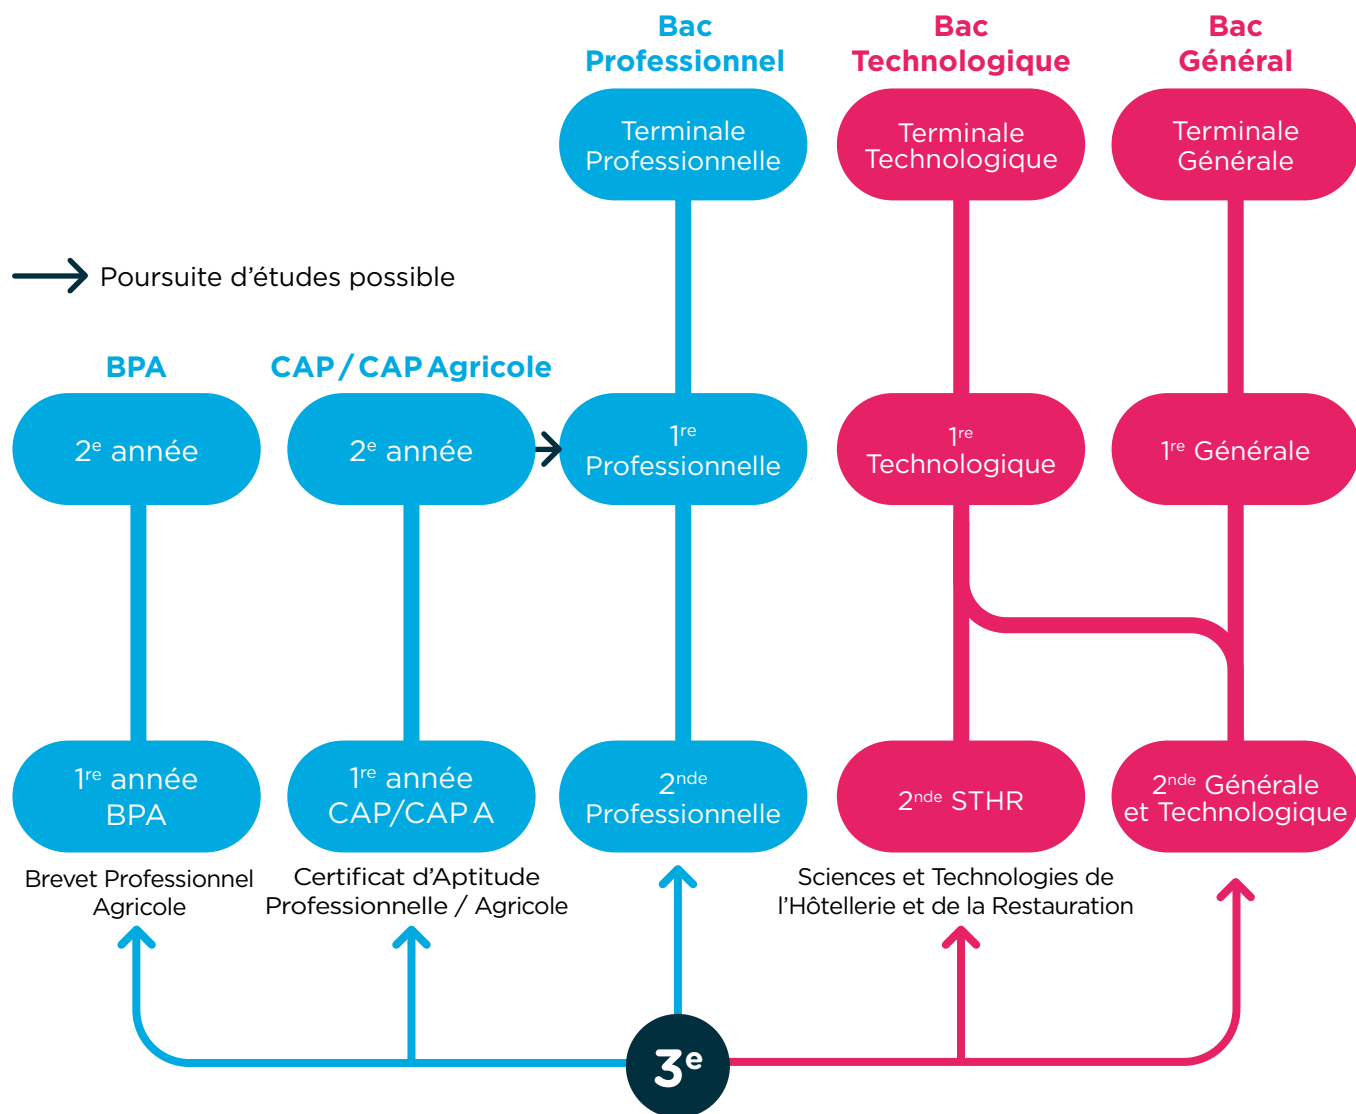 Bac
Professionnel
Bac
Technologique
Bac
Général
Terminale
Professionnelle
Terminale
Technologique
Terminale
Générale
Poursuite d’études possible
BPA
CAP / CAP Agricole
2e année
2e année
1re
Professionnelle
1re
Technologique
1re Générale
1re année
BPA
1re année
CAP/CAP A
2nde
Professionnelle
2nde STHR
2nde Générale
et Technologique
Brevet Professionnel
Agricole
Certificat d’Aptitude
Professionnelle / Agricole
Sciences et Technologies de
l’Hôtellerie et de la Restauration
3e